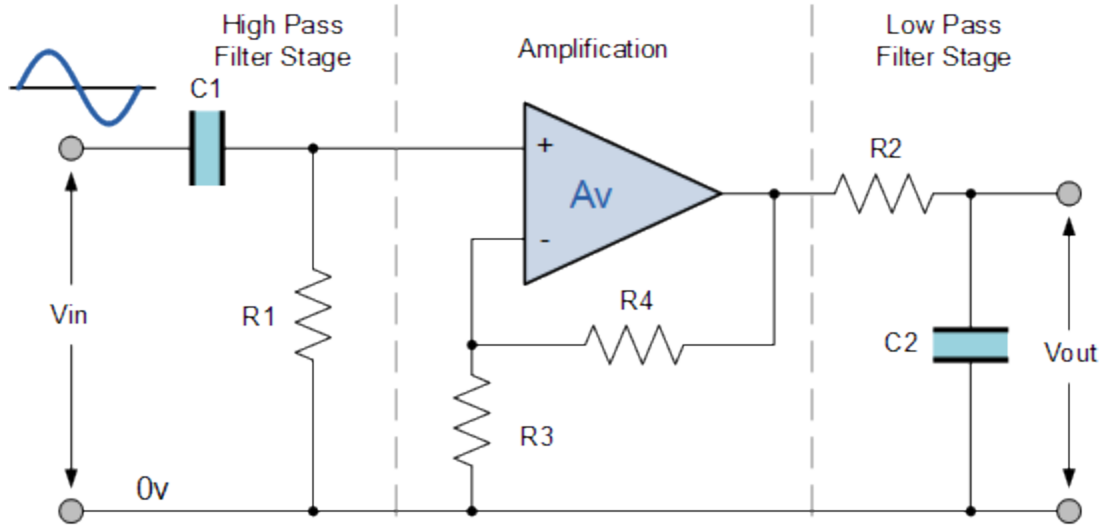 High Pass
Filter Stage
Amplification
Low Pass
Filter Stage
C1
+
Av
-
R2
R1
R4
Vin
C2
Vout
R3
0v